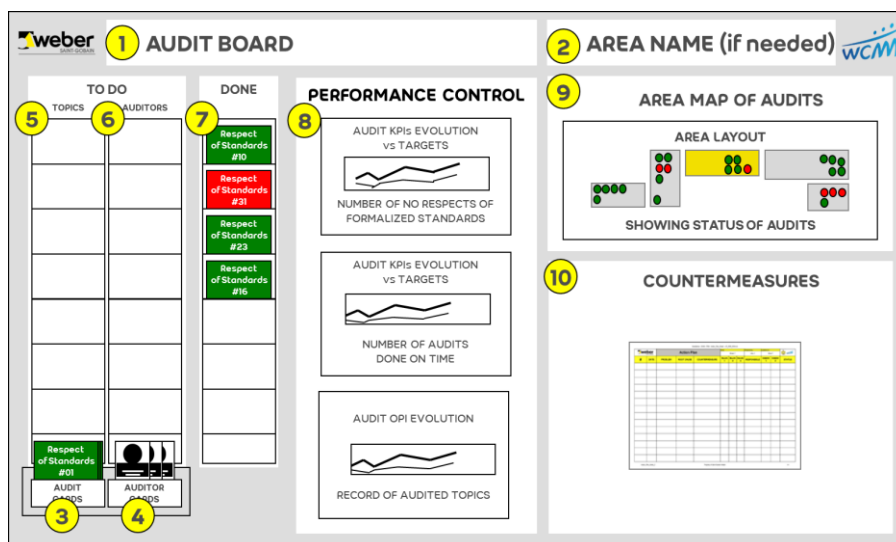 weber
SAINT-GOBAIN
1 AUDIT BOARD
2 AREA NAME (if needed)
WCM
TO DO
5 TOPICS
6 AUDITORS
DONE
7
Respect
of Standards
#10
Respect
of Standards
#31
Respect
of Standards
#23
Respect
of Standards
#16
Respect
of Standards
#01
AUDIT
CARDS
3
AUDITOR
CARDS
4
PERFORMANCE CONTROL
8
AUDIT KPIs EVOLUTION
vs TARGETS
NUMBER OF NO RESPECTS OF
FORMALIZED STANDARDS
AUDIT KPIs EVOLUTION
vs TARGETS
NUMBER OF AUDITS
DONE ON TIME
AUDIT OPI EVOLUTION
RECORD OF AUDITED TOPICS
9
AREA MAP OF AUDITS
AREA LAYOUT
SHOWING STATUS OF AUDITS
10
COUNTERMEASURES
weber
Action Plan